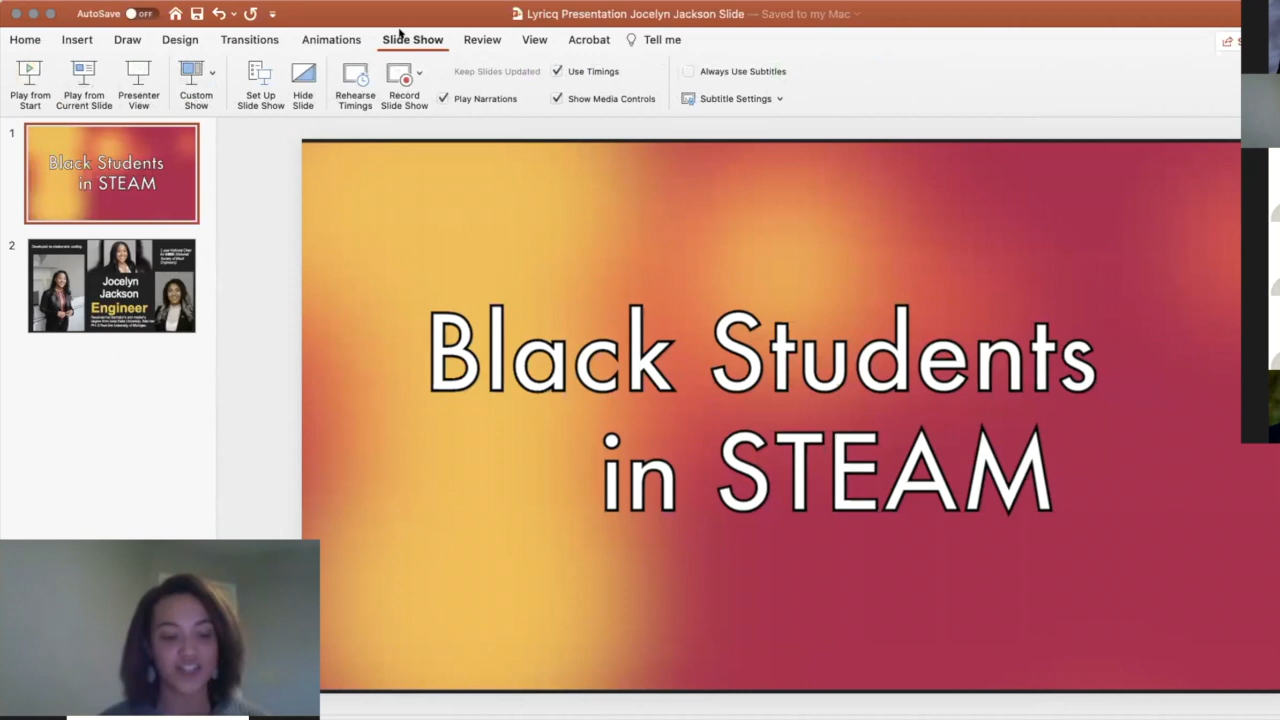 AutoSave OFF
Lyricq Presentation Jocelyn Jackson Slide — Saved to my Mac
Home Insert Draw Design Transitions Animations Slide Show Review View Acrobat Tell me
Play from Start
Play from Current Slide
Presenter View
Custom Show
Set Up Slide Show
Hide Slide
Rehearse Timings
Record Slide Show
Keep Slides Updated
Use Timings
Play Narrations
Show Media Controls
Always Use Subtitles
Subtitle Settings
1
Black Students
in STEAM
2
Jocelyn
Jackson
Engineer
Black Students
in STEAM